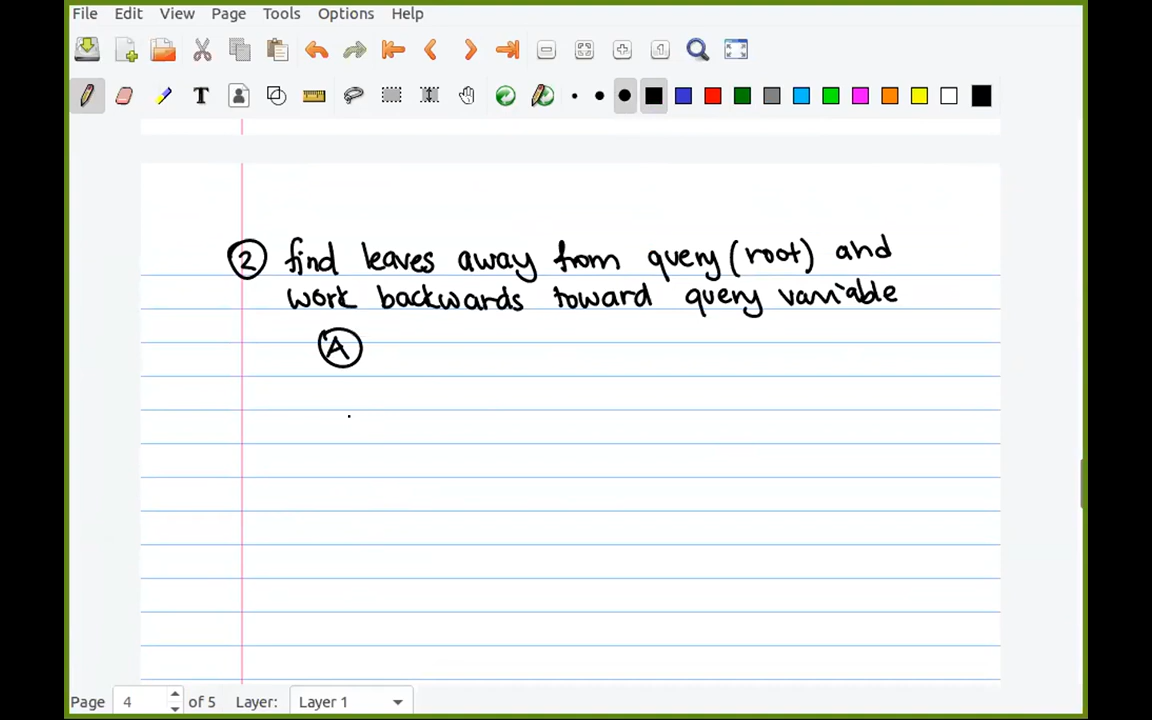 File Edit View Page Tools Options Help
T
② find leaves away from query (root) and
work backwards toward query variable
Ⓐ
Page 4 of 5 Layer: Layer 1